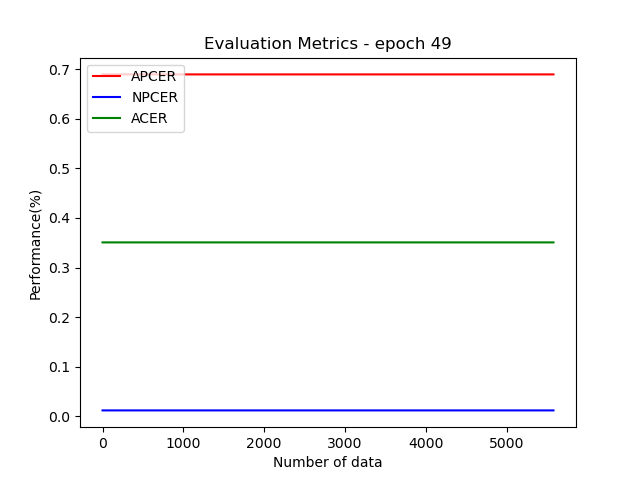 Evaluation Metrics - epoch 49
APCER
NPCER
ACER
Performance(%)
0.7
0.6
0.5
0.4
0.3
0.2
0.1
0.0
0 1000 2000 3000 4000 5000
Number of data